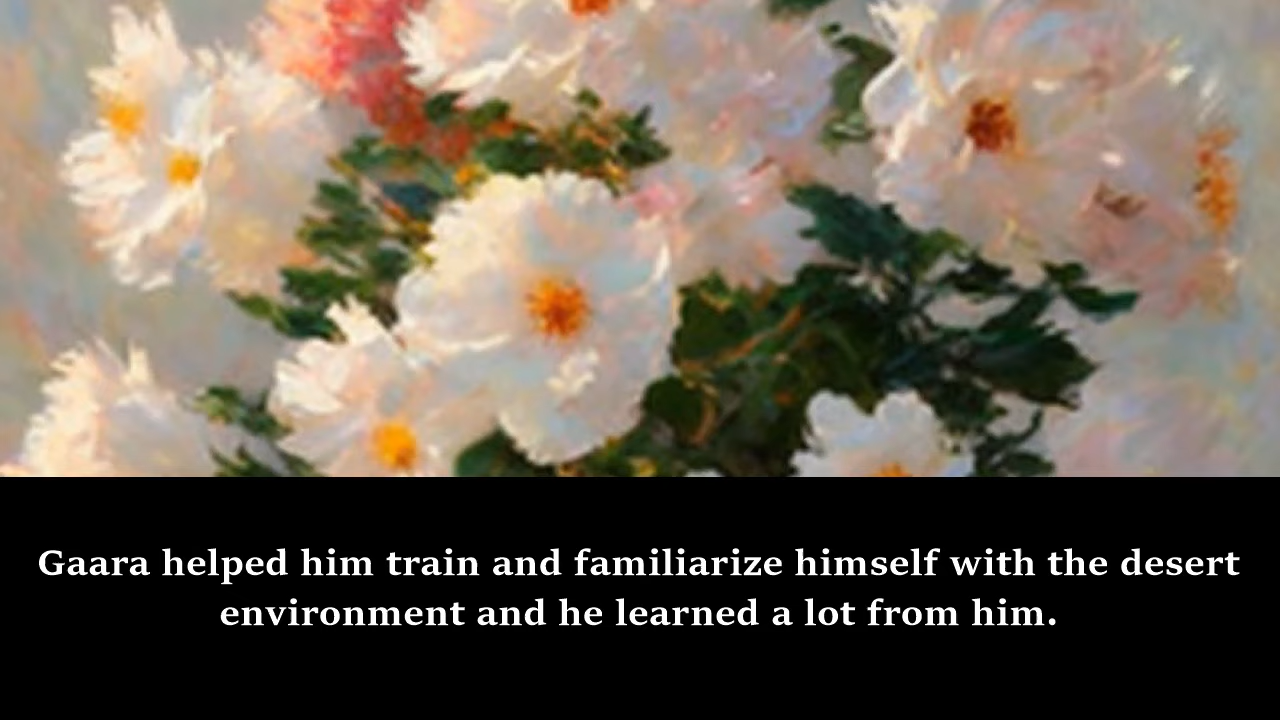 Gaara helped him train and familiarize himself with the desert
environment and he learned a lot from him.